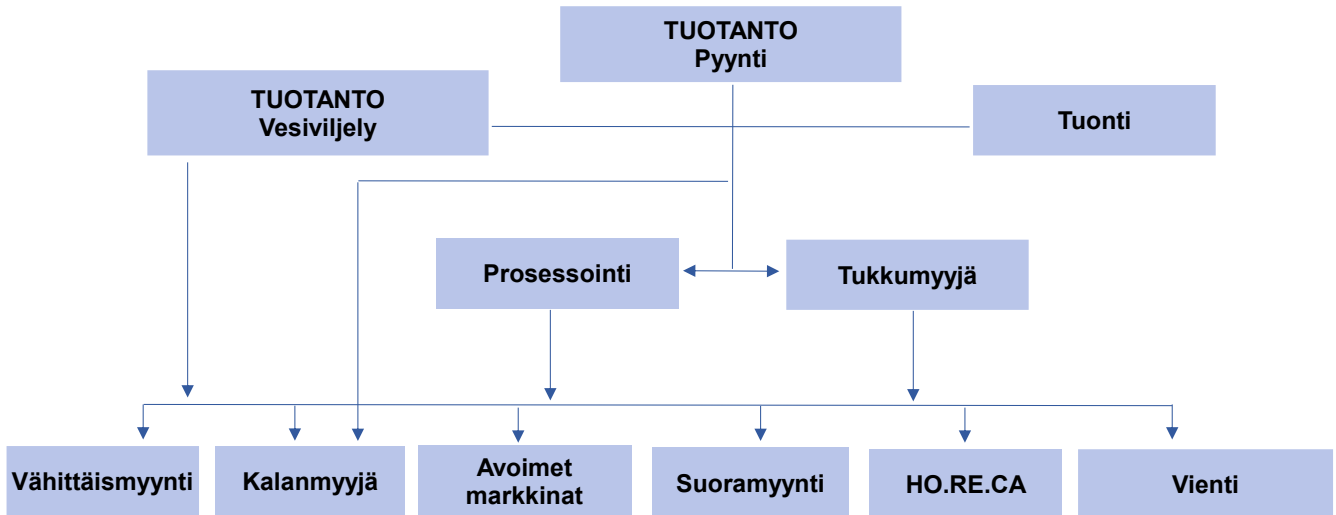 TUOTANTO
Pyynti
TUOTANTO
Vesiviljely
Tuonti
Prosessointi
Tukkumyyjä
Vähittäismyynti
Kalanmyyjä
Avoimet
markkinat
Suoramyynti
HO.RE.CA
Vienti